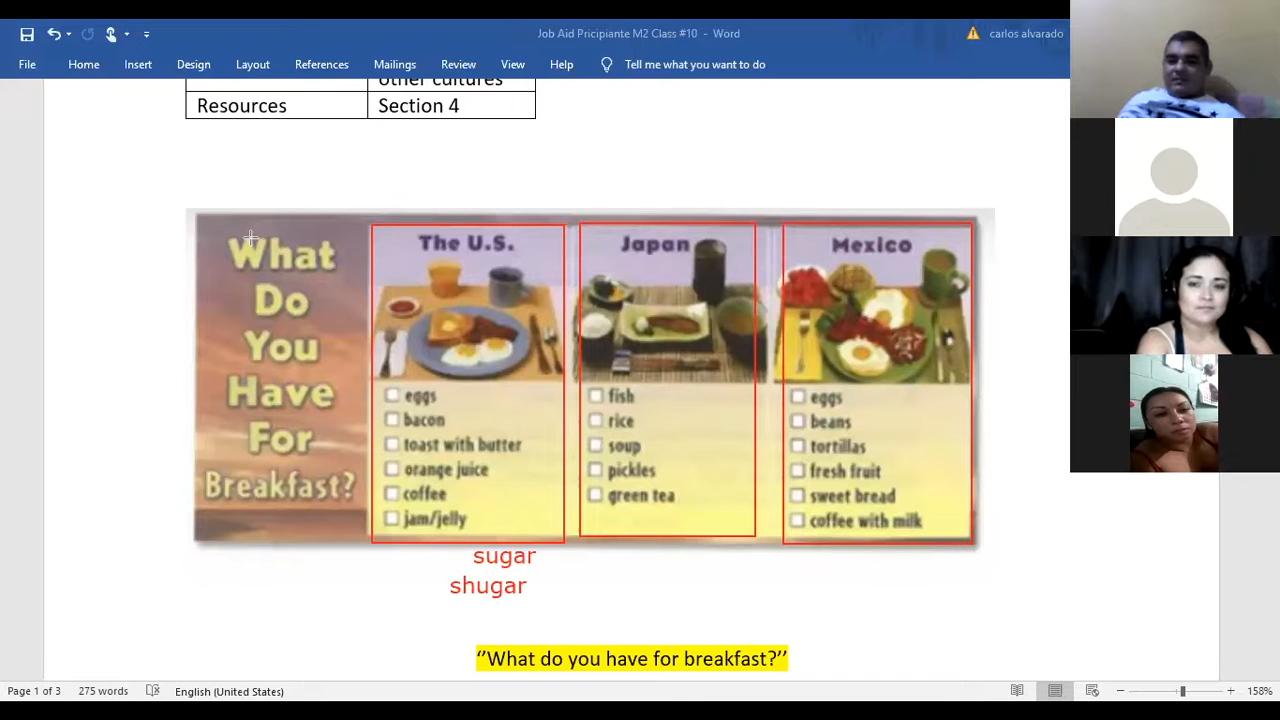 Job Aid Pricipiante M2 Class #10 - Word
carlos alvarado
File Home Insert Design Layout References Mailings Review View Help Tell me what you want to do
other cultures
Resources Section 4
What
Do
You
Have
For
Breakfast?
The U.S.
eggs
bacon
toast with butter
orange juice
coffee
jam/jelly
Japan
fish
rice
soup
pickles
green tea
Mexico
eggs
beans
tortillas
fresh fruit
sweet bread
coffee with milk
sugar
shugar
‘’What do you have for breakfast?’’
Page 1 of 3 275 words English (United States) 158%